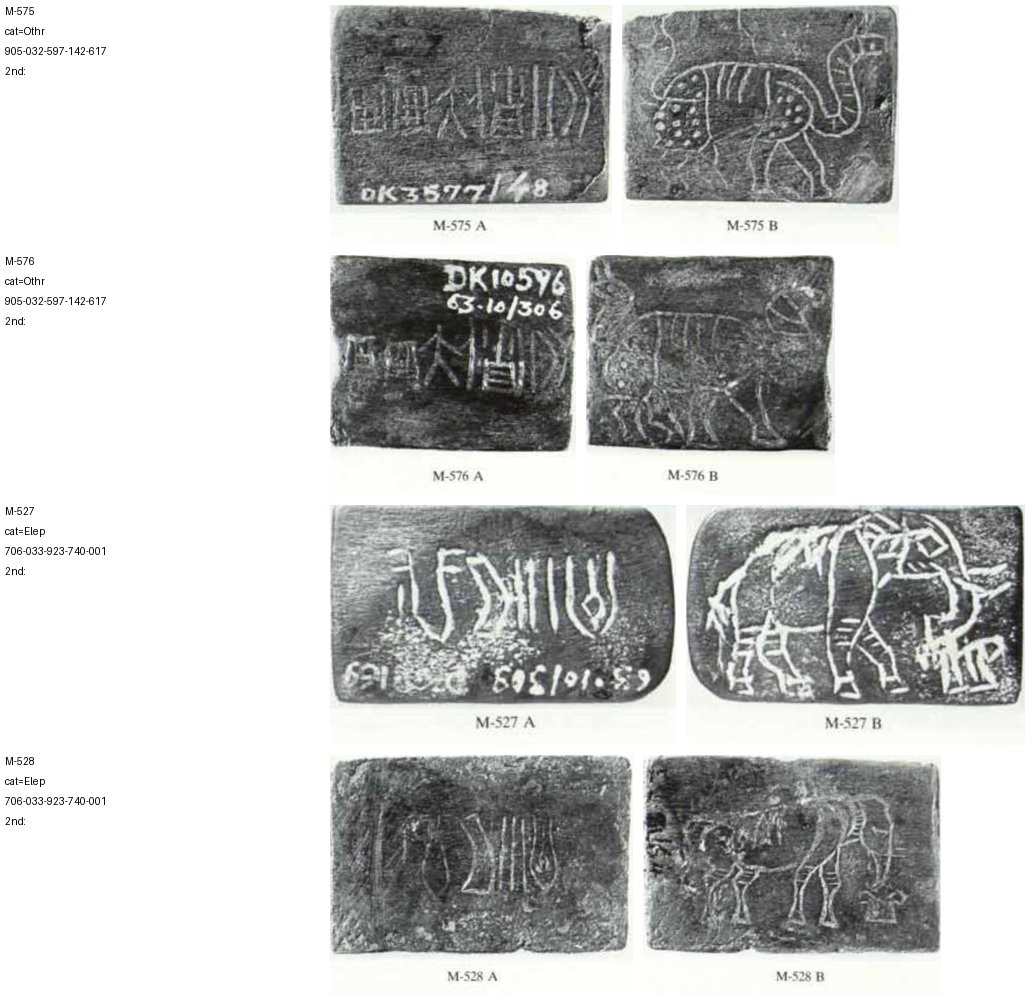 M-575
cat=Othr
905-032-597-142-617
2nd:
DK3577/48
M-575 A
M-575 B
M-576
cat=Othr
905-032-597-142-617
2nd:
DK10596
63.10/306
M-576 A
M-576 B
M-527
cat=Elep
706-033-923-740-001
2nd:
M-527 A
M-527 B
M-528
cat=Elep
706-033-923-740-001
2nd:
M-528 A
M-528 B